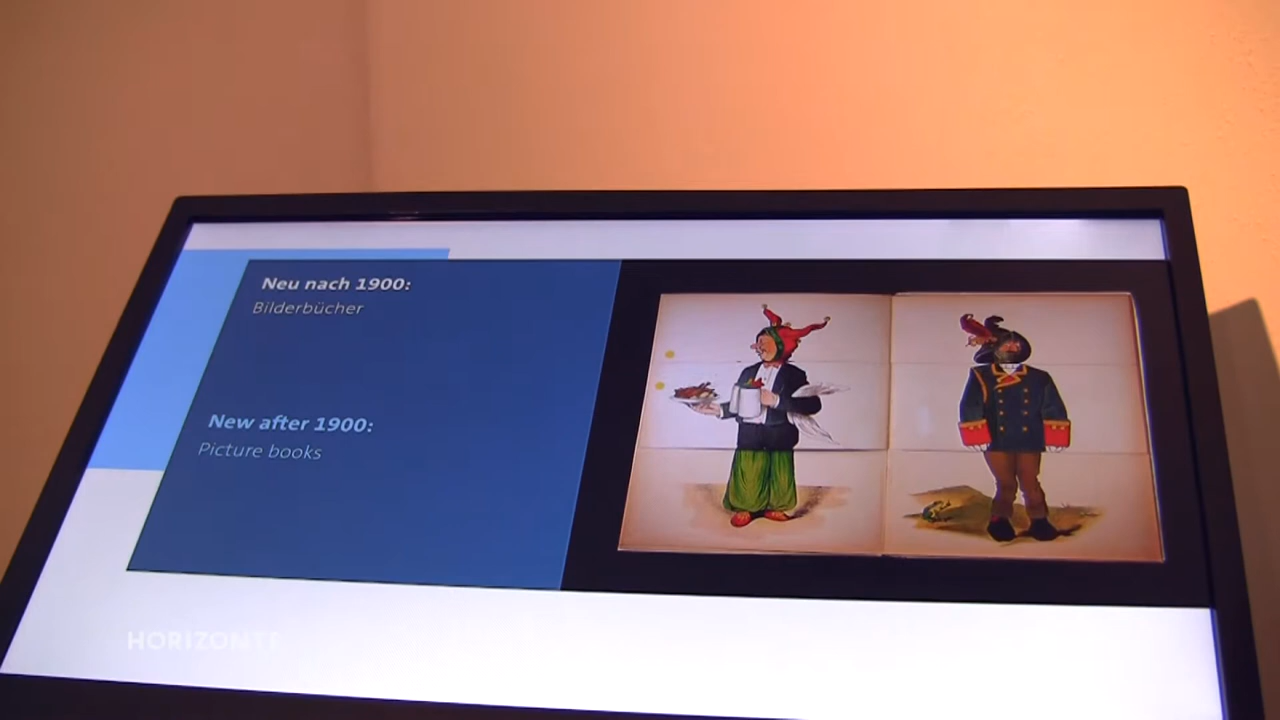 Neu nach 1900:
Bilderbücher
New after 1900:
Picture books
HORIZONTE